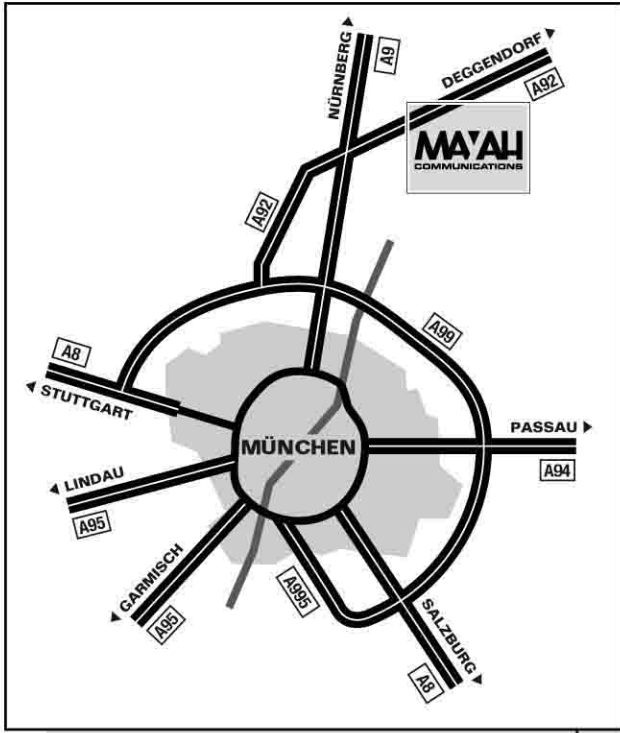 NÜRNBERG
A9
DEGGENDORF
A92
MAYAH
COMMUNICATIONS
A92
A99
A8
STUTTGART
MÜNCHEN
PASSAU
A94
LINDAU
A95
GARMISCH
A95
A995
SALZBURG
A8